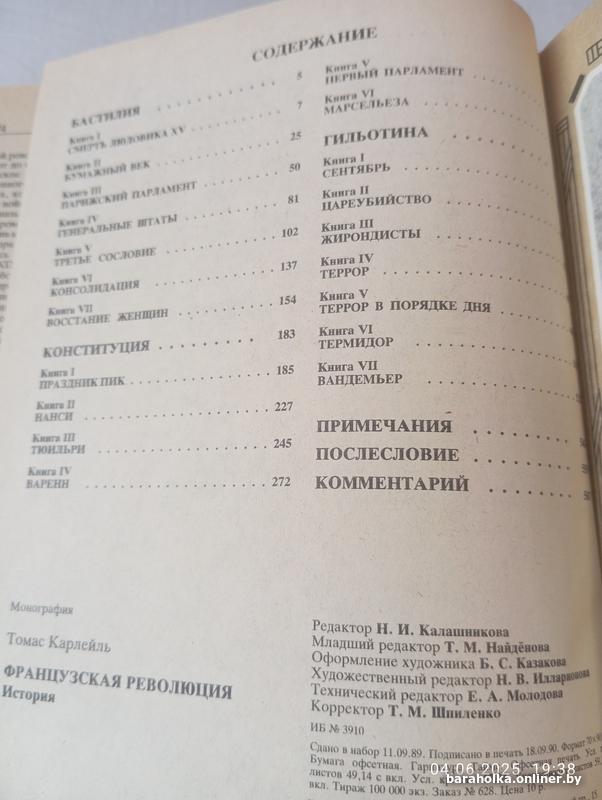 СОДЕРЖАНИЕ
БАСТИЛИЯ 5
Книга I
СМЕРТЬ ЛЮДОВИКА XV 7
Книга II
БУМАЖНЫЙ ВЕК 25
Книга III
ПАРИЖСКИЙ ПАРЛАМЕНТ 50
Книга IV
ГЕНЕРАЛЬНЫЕ ШТАТЫ 81
Книга V
ТРЕТЬЕ СОСЛОВИЕ 102
Книга VI
КОНСОЛИДАЦИЯ 137
Книга VII
ВОССТАНИЕ ЖЕНЩИН 154
КОНСТИТУЦИЯ 183
Книга I
ПРАЗДНИК ПИК 185
Книга II
НАНСИ 227
Книга III
ТЮИЛЬРИ 245
Книга IV
ВАРЕНН 272
Книга V
ПЕРВЫЙ ПАРЛАМЕНТ
Книга VI
МАРСЕЛЬЕЗА
ГИЛЬОТИНА
Книга I
СЕНТЯБРЬ
Книга II
ЦАРЕУБИЙСТВО
Книга III
ЖИРОНДИСТЫ
Книга IV
ТЕРРОР
Книга V
ТЕРРОР В ПОРЯДКЕ ДНЯ
Книга VI
ТЕРМИДОР
Книга VII
ВАНДЕМЬЕР
ПРИМЕЧАНИЯ
ПОСЛЕСЛОВИЕ
КОММЕНТАРИЙ
Монография
Томас Карлейль
ФРАНЦУЗСКАЯ РЕВОЛЮЦИЯ
История
Редактор Н. И. Калашникова
Младший редактор Т. М. Найдёнова
Оформление художника Б. С. Казакова
Художественный редактор Н. В. Илларионова
Технический редактор Е. А. Молодова
Корректор Т. М. Шпиленко
ИБ № 3910
Сдано в набор 11.09.89. Подписано в печать 18.09.90. Формат
Бумага офсетная. печать.
листов 49,14 с вкл. Усл.
вкл. Тираж 100 000 экз. Заказ № 628. Цена 10 р.
04.06.2025 19:38
baraholka.onliner.by